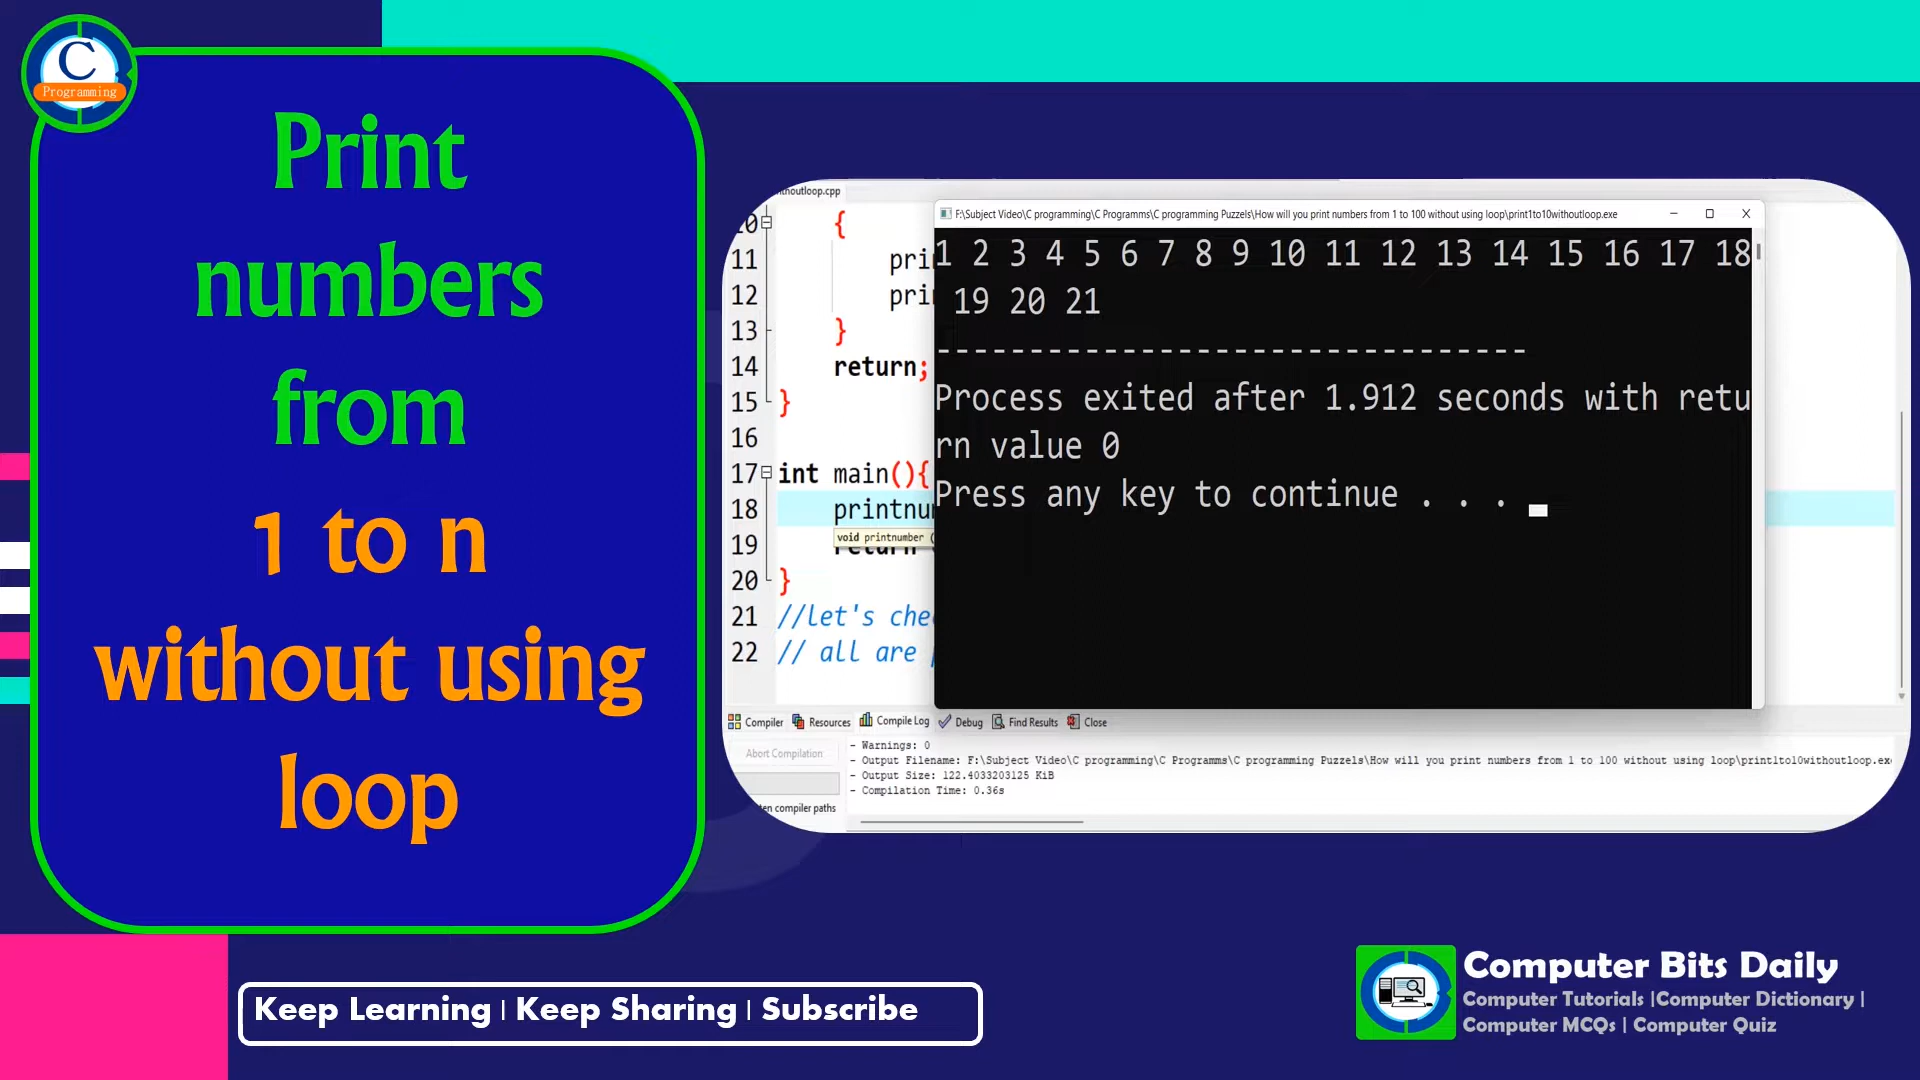 C
Programming
Print
numbers
from
1 to n
without using
loop
thoutloop.cpp
10 {
11 prin
12 prin
13 }
14 return;
15 }
16
17 int main(){
18 printnu
void printnumber (
19 return
20 }
21 //let's che
22 // all are
F:\Subject Video\C programming\C Programms\C programming Puzzels\How will you print numbers from 1 to 100 without using loop\print1to10withoutloop.exe
1 2 3 4 5 6 7 8 9 10 11 12 13 14 15 16 17 18
19 20 21
--------------------------------
Process exited after 1.912 seconds with retu
rn value 0
Press any key to continue . . .
Compiler Resources Compile Log Debug Find Results Close
Abort Compilation
ten compiler paths
- Warnings: 0
- Output Filename: F:\Subject Video\C programming\C Programms\C programming Puzzels\How will you print numbers from 1 to 100 without using loop\print1to10withoutloop.exe
- Output Size: 122.4033203125 KiB
- Compilation Time: 0.36s
Keep Learning | Keep Sharing | Subscribe
Computer Bits Daily
Computer Tutorials |Computer Dictionary |
Computer MCQs | Computer Quiz